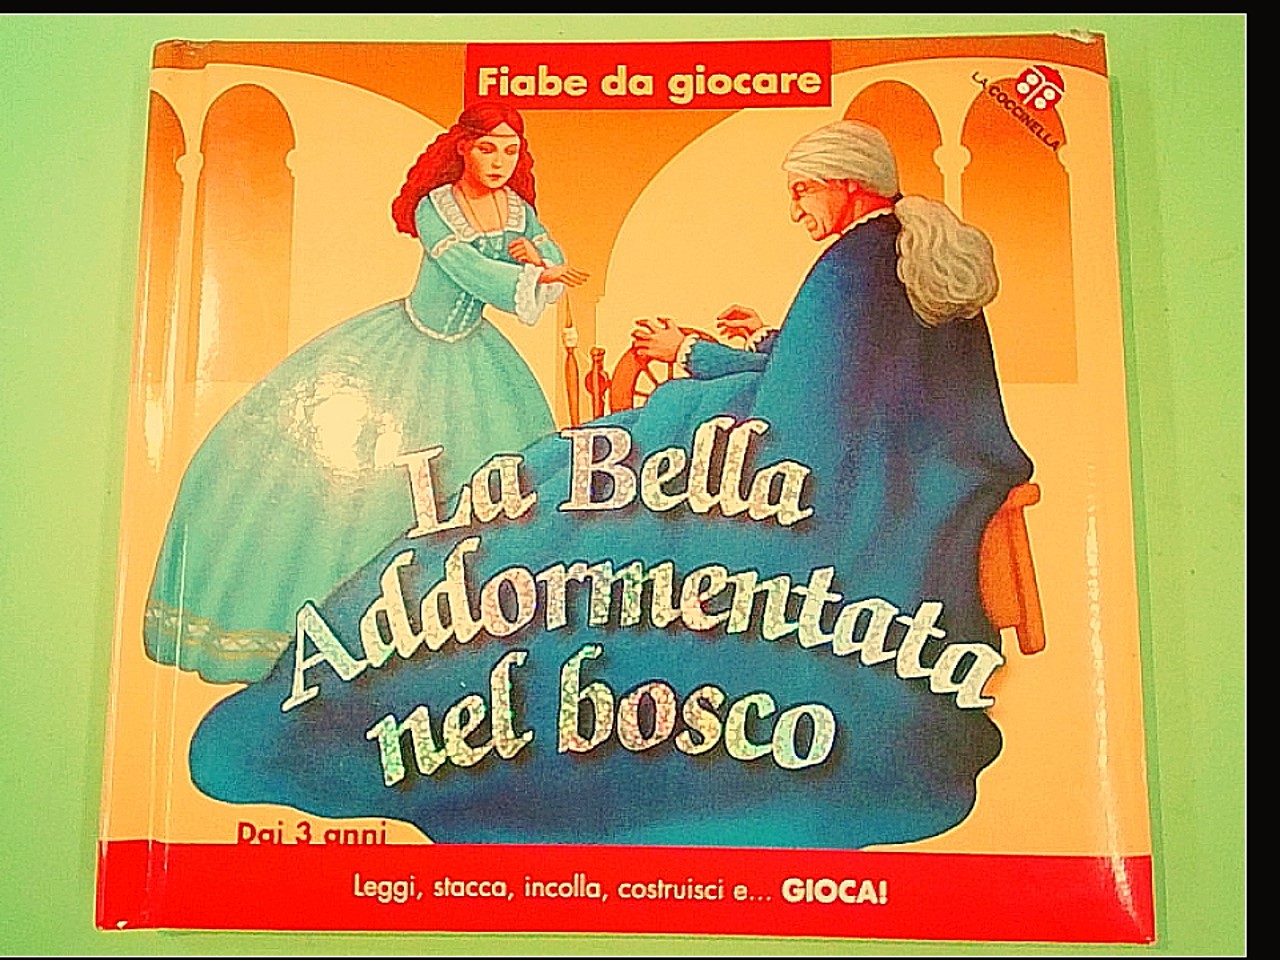 Fiabe da giocare
LA COCCINELLA
La Bella
Addormentata
nel bosco
Dai 3 anni
Leggi, stacca, incolla, costruisci e... GIOCA!